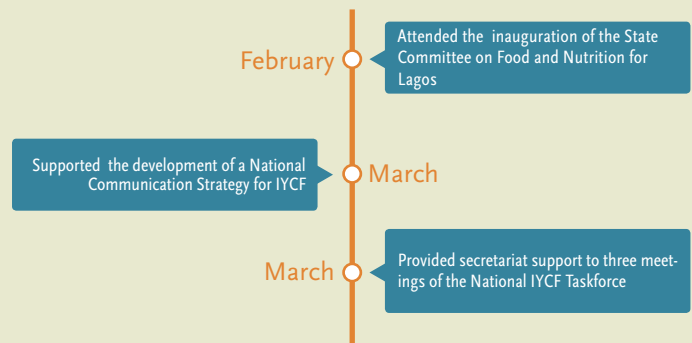 February
Attended the inauguration of the State
Committee on Food and Nutrition for
Lagos
Supported the development of a National
Communication Strategy for IYCF
March
March
Provided secretariat support to three meet-
ings of the National IYCF Taskforce